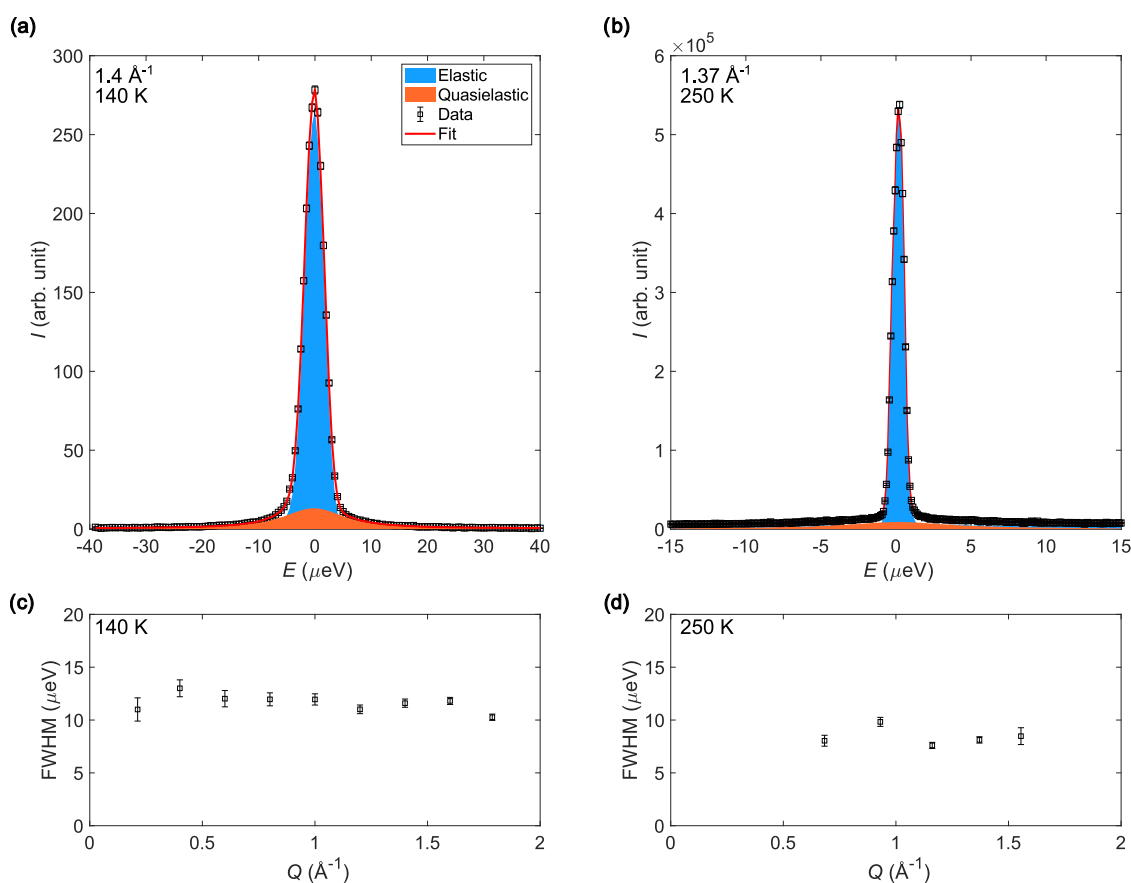 (a)
300
250
200
150
100
50
0
-40
-30
-20
-10
0
10
20
30
40
I (arb. unit)
E (μeV)
1.4 Å-1
140 K
Elastic
Quasielastic
Data
Fit
(b)
×10⁵
6
5
4
3
2
1
0
-15
-10
-5
0
5
10
15
I (arb. unit)
E (μeV)
1.37 Å-1
250 K
(c)
140 K
20
15
10
5
0
0
0.5
1
1.5
2
FWHM (μeV)
Q (Å-1)
(d)
250 K
20
15
10
5
0
0
0.5
1
1.5
2
FWHM (μeV)
Q (Å-1)